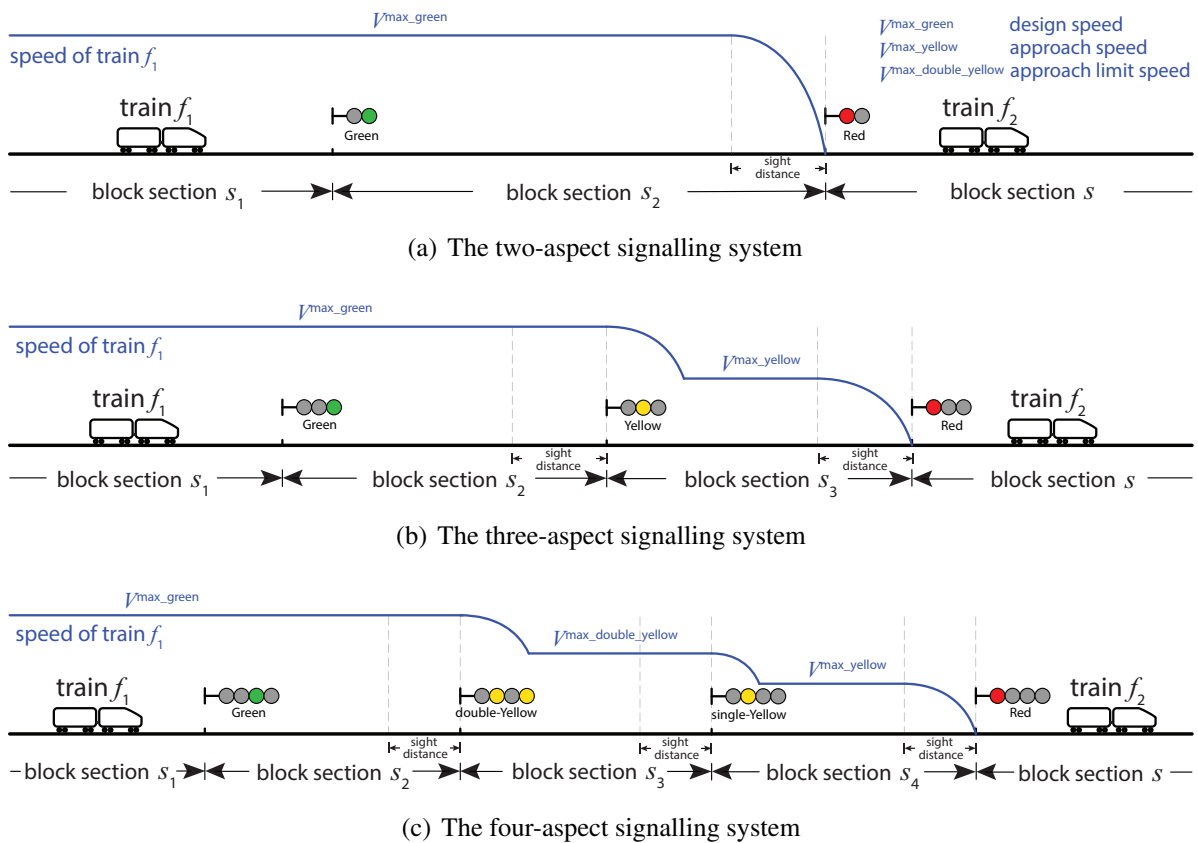 V^max_green
speed of train f₁
V^max_green design speed
V^max_yellow approach speed
V^max_double_yellow approach limit speed
train f₁
Green
Red
train f₂
sight
distance
block section s₁
block section s₂
block section s
(a) The two-aspect signalling system
V^max_green
speed of train f₁
V^max_yellow
train f₁
Green
Yellow
Red
train f₂
sight
distance
sight
distance
block section s₁
block section s₂
block section s₃
block section s
(b) The three-aspect signalling system
V^max_green
speed of train f₁
V^max_double_yellow
V^max_yellow
train f₁
Green
double-Yellow
single-Yellow
Red
train f₂
sight
distance
sight
distance
sight
distance
block section s₁
block section s₂
block section s₃
block section s₄
block section s
(c) The four-aspect signalling system